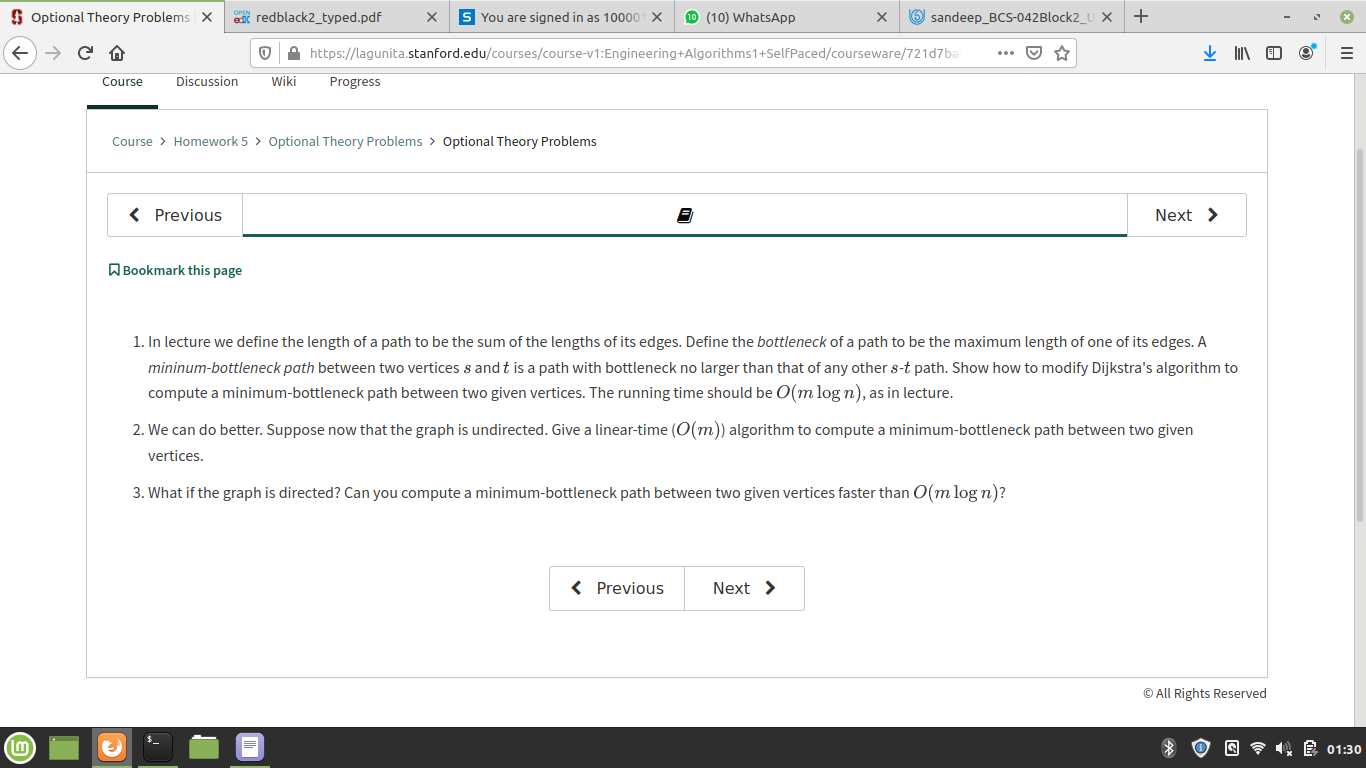 Optional Theory Problems
OPEN edX redblack2_typed.pdf
S You are signed in as 10000
10 (10) WhatsApp
sandeep_BCS-042Block2_U
https://lagunita.stanford.edu/courses/course-v1:Engineering+Algorithms1+SelfPaced/courseware/721d7ba
Course Discussion Wiki Progress
Course > Homework 5 > Optional Theory Problems > Optional Theory Problems
Previous Next
Bookmark this page
1. In lecture we define the length of a path to be the sum of the lengths of its edges. Define the bottleneck of a path to be the maximum length of one of its edges. A
mininum-bottleneck path between two vertices s and t is a path with bottleneck no larger than that of any other s-t path. Show how to modify Dijkstra's algorithm to
compute a minimum-bottleneck path between two given vertices. The running time should be O(m log n), as in lecture.
2. We can do better. Suppose now that the graph is undirected. Give a linear-time (O(m)) algorithm to compute a minimum-bottleneck path between two given
vertices.
3. What if the graph is directed? Can you compute a minimum-bottleneck path between two given vertices faster than O(m log n)?
Previous Next
© All Rights Reserved
$_ 01:30